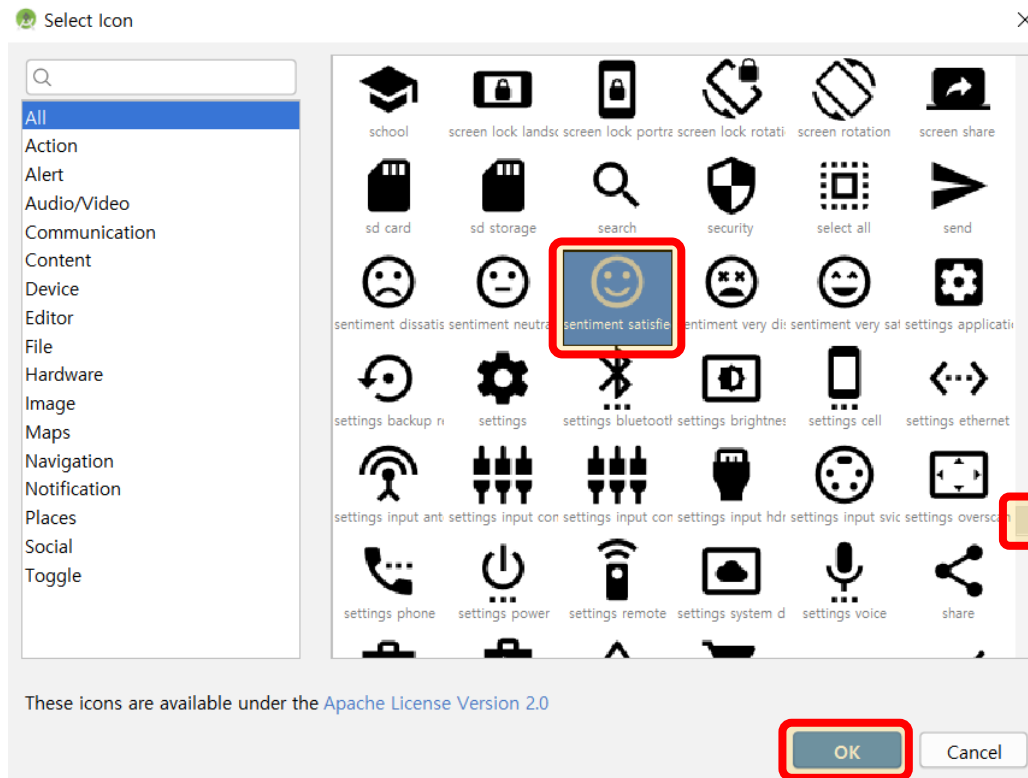 Select Icon
All
Action
Alert
Audio/Video
Communication
Content
Device
Editor
File
Hardware
Image
Maps
Navigation
Notification
Places
Social
Toggle
school
screen lock landsc
screen lock portra
screen lock rotati
screen rotation
screen share
sd card
sd storage
search
security
select all
send
sentiment dissatis
sentiment neutra
sentiment satisfie
entiment very dis
sentiment very sat
settings applicati
settings backup r
settings
settings bluetooth
settings brightnes
settings cell
settings ethernet
settings input ant
settings input con
settings input con
settings input hdm
settings input svic
settings overscan
settings phone
settings power
settings remote
settings system d
settings voice
share
These icons are available under the Apache License Version 2.0
OK
Cancel